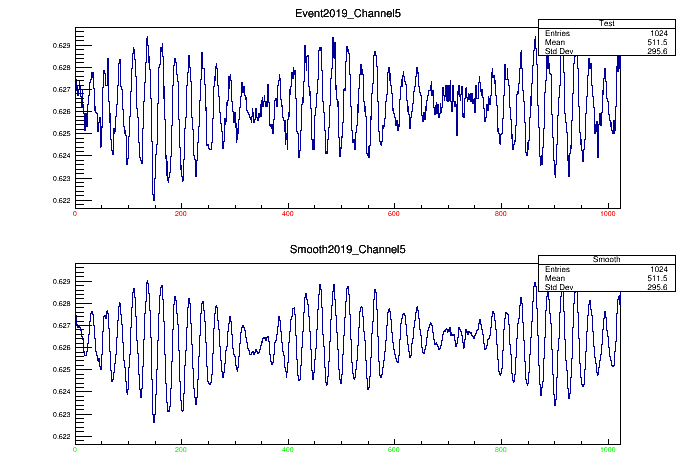 Event2019_Channel5
Test
Entries 1024
Mean 511.5
Std Dev 295.6
0.629
0.628
0.627
0.626
0.625
0.624
0.623
0.622
0 200 400 600 800 1000
Smooth2019_Channel5
Smooth
Entries 1024
Mean 511.5
Std Dev 295.6
0.629
0.628
0.627
0.626
0.625
0.624
0.623
0.622
0 200 400 600 800 1000